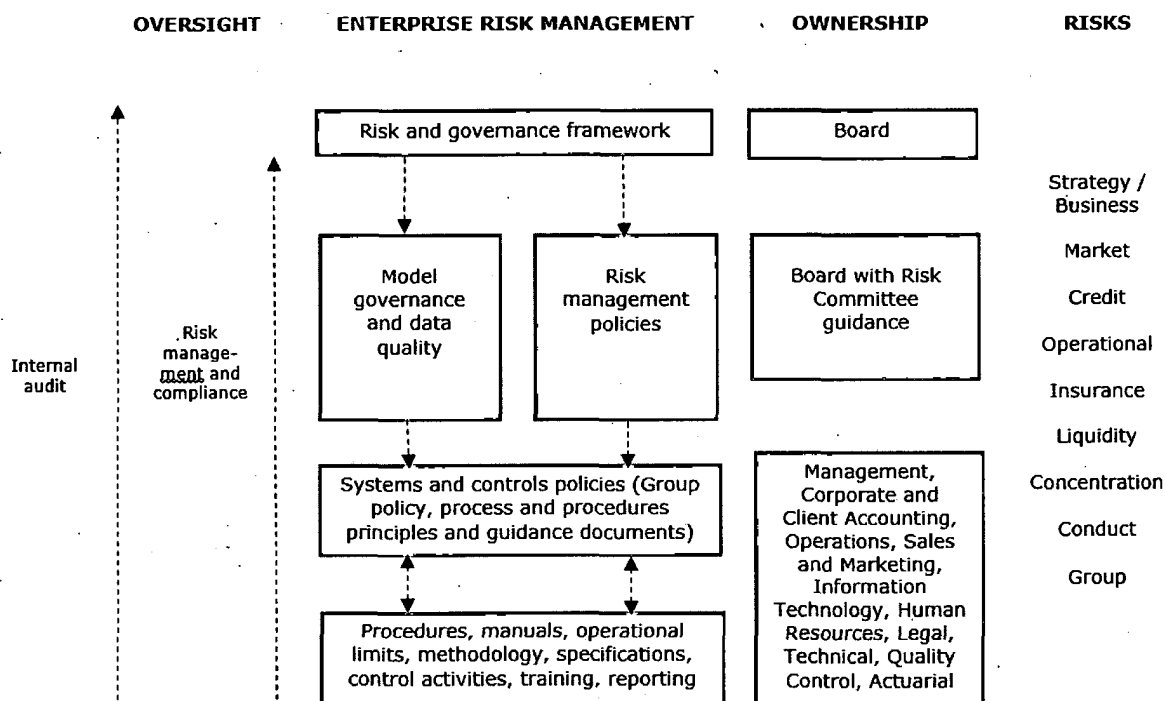 OVERSIGHT
ENTERPRISE RISK MANAGEMENT
OWNERSHIP
RISKS
Internal
audit
Risk
manage-
ment and
compliance
Risk and governance framework
Model
governance
and data
quality
Risk
management
policies
Systems and controls policies (Group
policy, process and procedures
principles and guidance documents)
Procedures, manuals, operational
limits, methodology, specifications,
control activities, training, reporting
Board
Board with Risk
Committee
guidance
Management,
Corporate and
Client Accounting,
Operations, Sales
and Marketing,
Information
Technology, Human
Resources, Legal,
Technical, Quality
Control, Actuarial
Strategy /
Business
Market
Credit
Operational
Insurance
Liquidity
Concentration
Conduct
Group